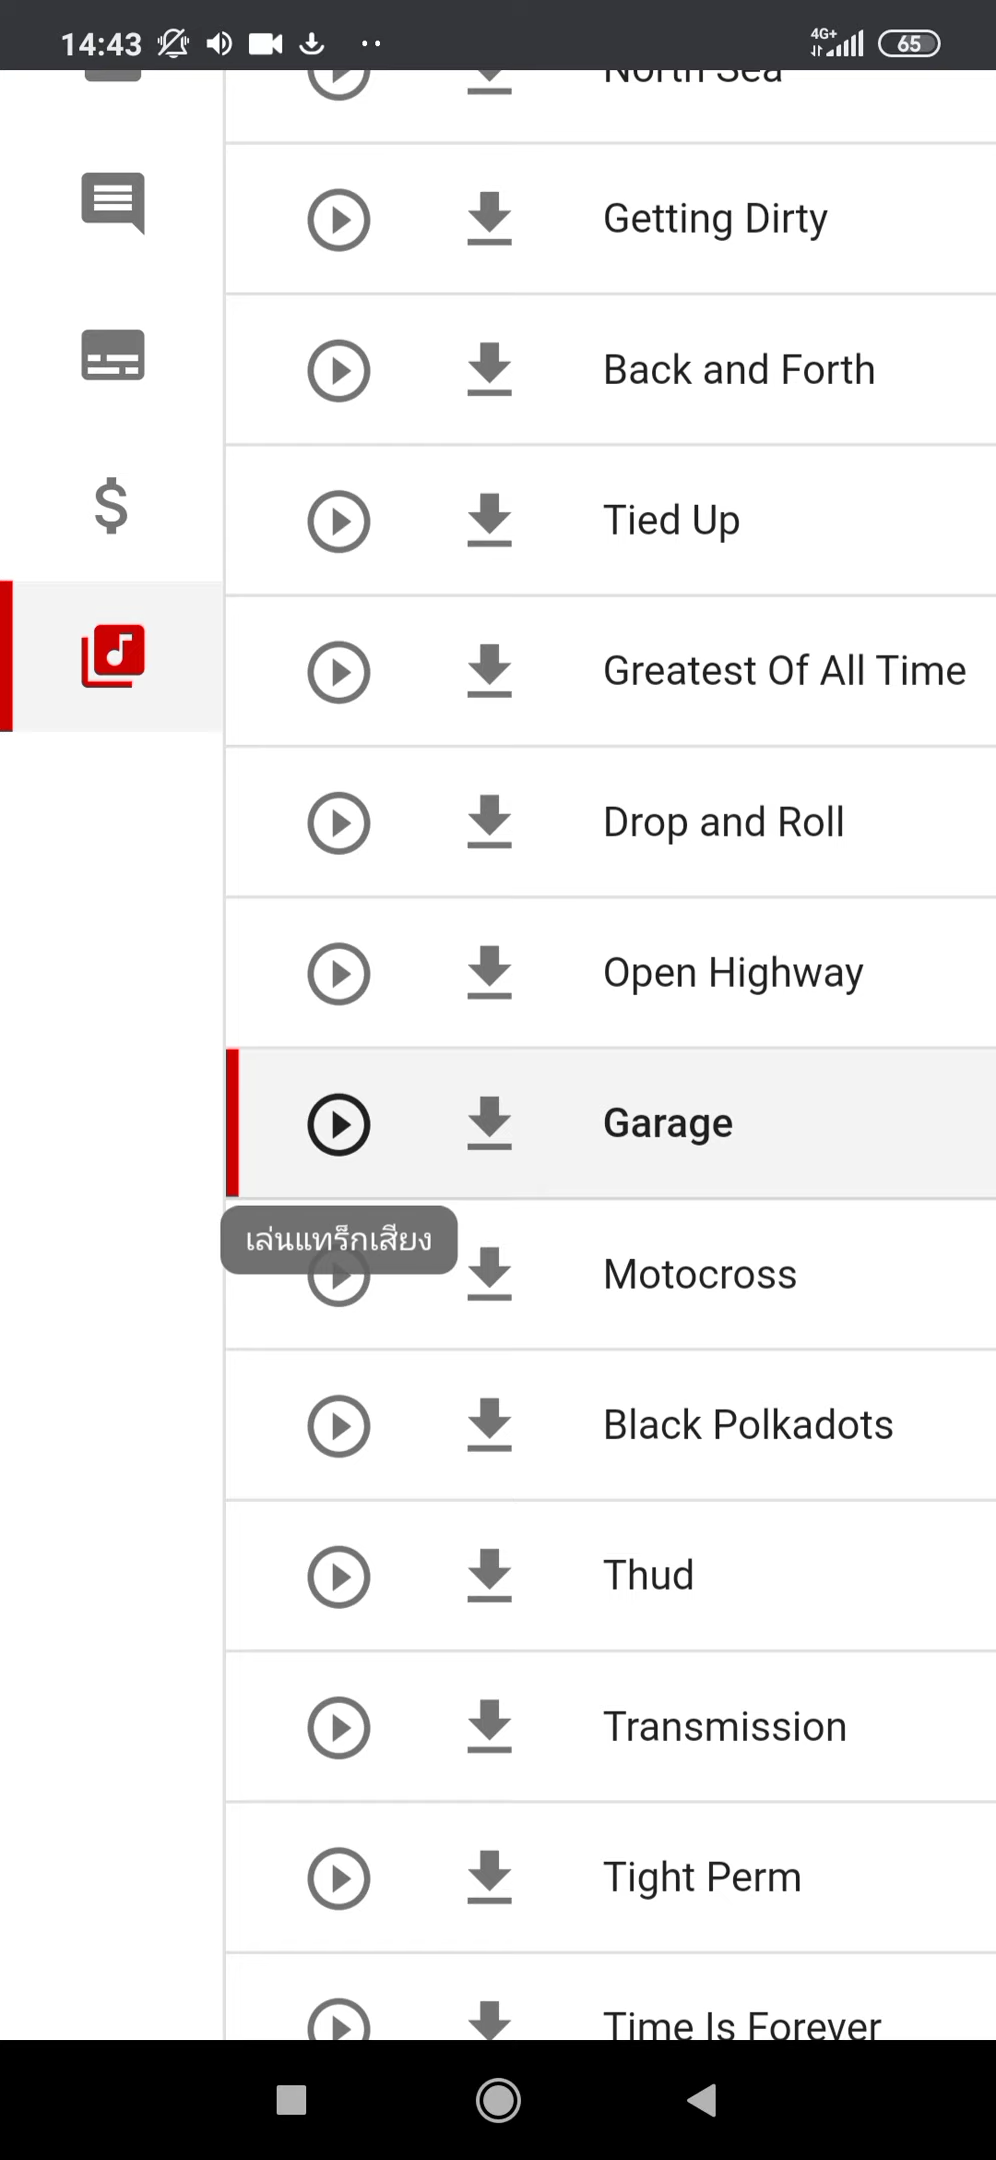 14:43 4G+ 65
North Sea
Getting Dirty
Back and Forth
Tied Up
$
Greatest Of All Time
Drop and Roll
Open Highway
Garage
เล่นแทร็กเสียง
Motocross
Black Polkadots
Thud
Transmission
Tight Perm
Time Is Forever